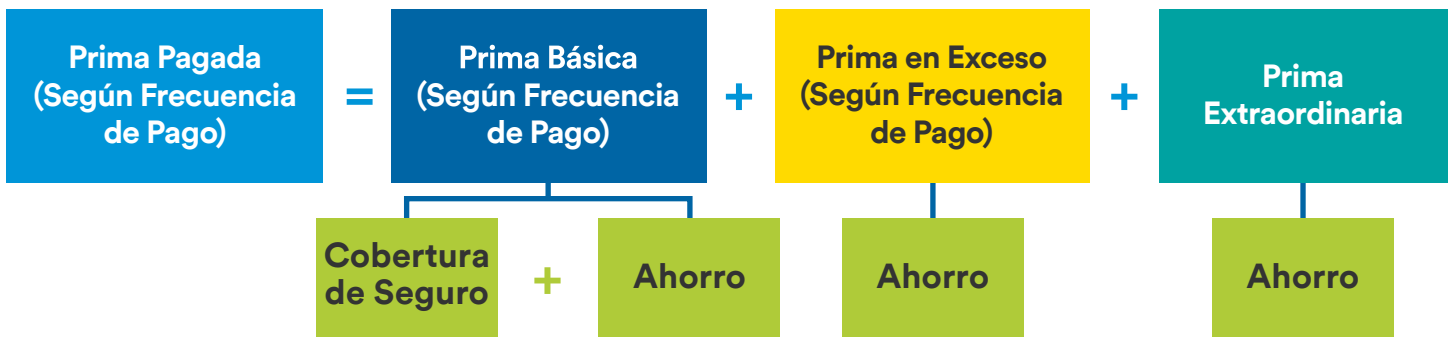 Prima Pagada
(Según Frecuencia
de Pago)
=
Prima Básica
(Según Frecuencia
de Pago)
+
Prima en Exceso
(Según Frecuencia
de Pago)
+
Prima
Extraordinaria
Cobertura
de Seguro
+
Ahorro
Ahorro
Ahorro